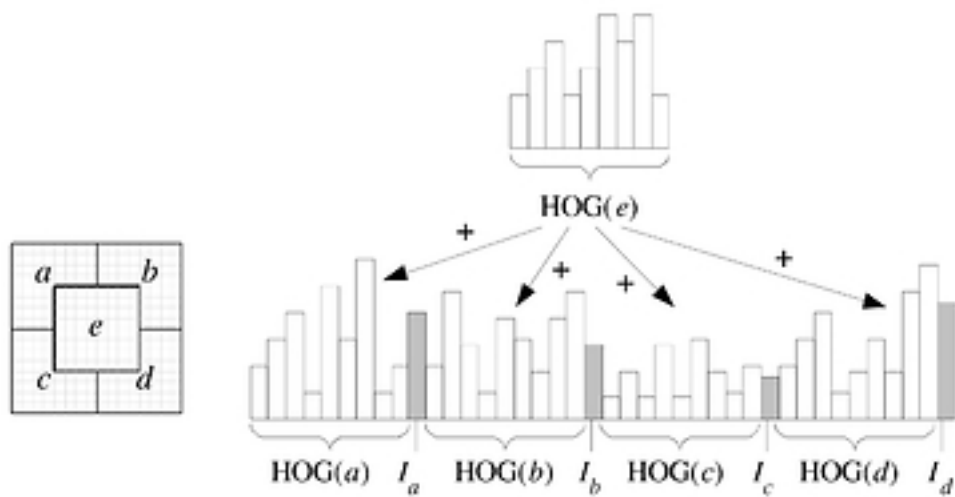 HOG(e)
+ + + +
a b
e
c d
HOG(a) I_a HOG(b) I_b HOG(c) I_c HOG(d) I_d